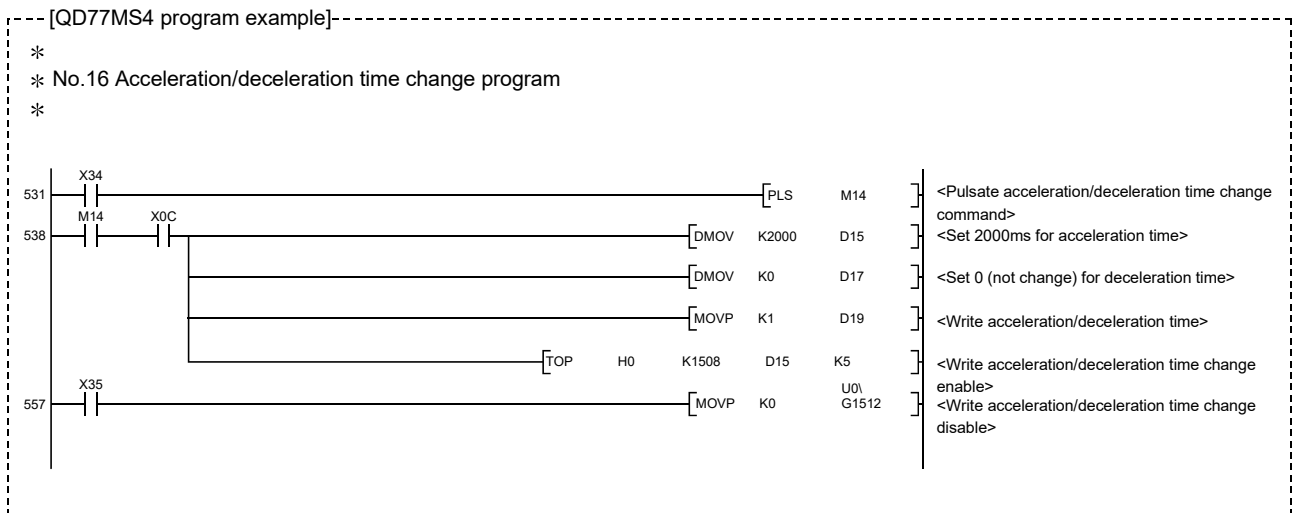 [QD77MS4 program example]
*
* No.16 Acceleration/deceleration time change program
*
X34
531 PLS M14 <Pulsate acceleration/deceleration time change
command>
M14 X0C
538 DMOV K2000 D15 <Set 2000ms for acceleration time>
DMOV K0 D17 <Set 0 (not change) for deceleration time>
MOVP K1 D19 <Write acceleration/deceleration time>
TOP H0 K1508 D15 K5 <Write acceleration/deceleration time change
enable>
X35 U0\
557 MOVP K0 G1512 <Write acceleration/deceleration time change
disable>